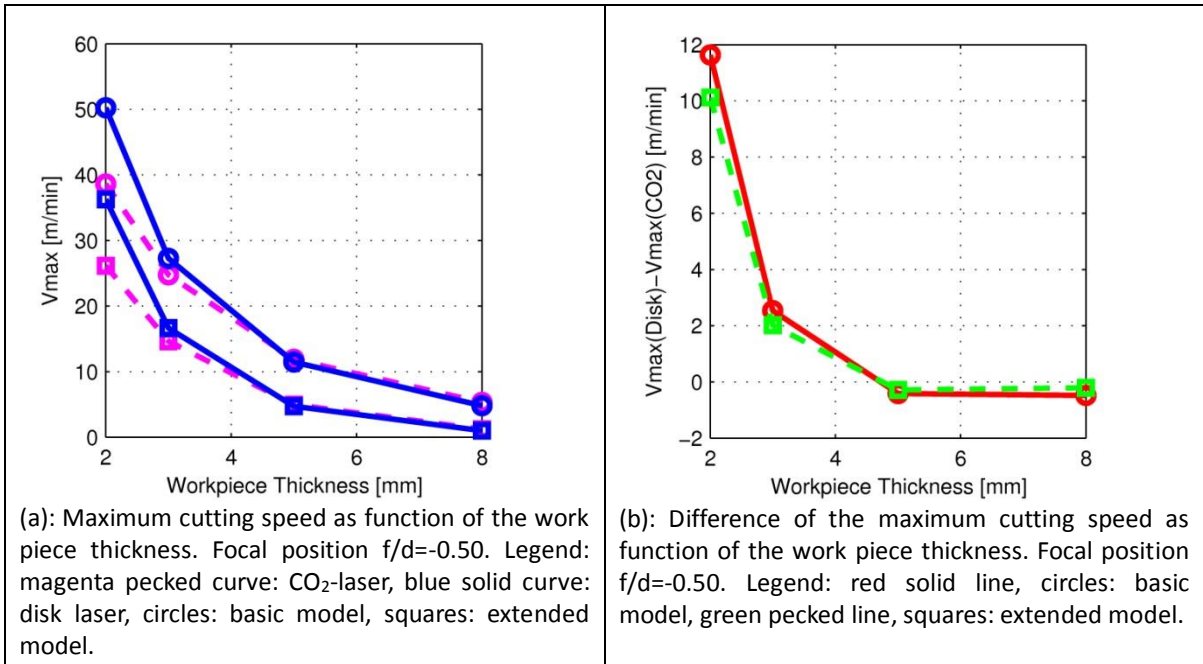 60
50
40
30
20
10
0
2
4
6
8
Vmax [m/min]
Workpiece Thickness [mm]
(a): Maximum cutting speed as function of the work
piece thickness. Focal position f/d=-0.50. Legend:
magenta pecked curve: CO₂-laser, blue solid curve:
disk laser, circles: basic model, squares: extended
model.
12
10
8
6
4
2
0
−2
2
4
6
8
Vmax(Disk)−Vmax(CO2) [m/min]
Workpiece Thickness [mm]
(b): Difference of the maximum cutting speed as
function of the work piece thickness. Focal position
f/d=-0.50. Legend: red solid line, circles: basic
model, green pecked line, squares: extended model.